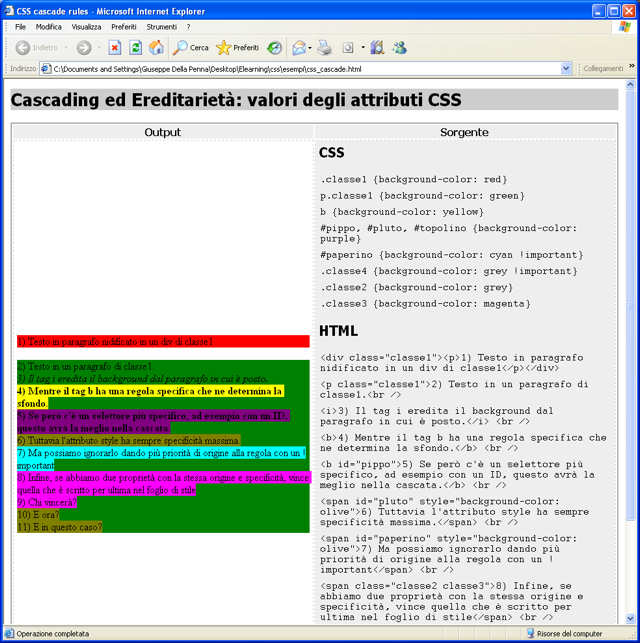 CSS cascade rules - Microsoft Internet Explorer
File Modifica Visualizza Preferiti Strumenti ?
Indietro Cerca Preferiti
Indirizzo C:\Documents and Settings\Giuseppe Della Penna\Desktop\Elearning\css\esempi\css_cascade.html Collegamenti »
Cascading ed Ereditarietà: valori degli attributi CSS
Output
1) Testo in paragrafo nidificato in un div di classe1
2) Testo in un paragrafo di classe1.
3) Il tag i eredita il background dal paragrafo in cui è posto.
4) Mentre il tag b ha una regola specifica che ne determina la
sfondo.
5) Se però c'è un selettore più specifico, ad esempio con un ID,
questo avrà la meglio nella cascata.
6) Tuttavia l'attributo style ha sempre specificità massima.
7) Ma possiamo ignorarlo dando più priorità di origine alla regola con un !
important
8) Infine, se abbiamo due proprietà con la stessa origine e specificità, vince
quella che è scritto per ultima nel foglio di stile
9) Chi vincerà?
10) E ora?
11) E in questo caso?
Sorgente
CSS
.classe1 {background-color: red}
p.classe1 {background-color: green}
b {background-color: yellow}
#pippo, #pluto, #topolino {background-color:
purple}
#paperino {background-color: cyan !important}
.classe4 {background-color: grey !important}
.classe2 {background-color: grey}
.classe3 {background-color: magenta}
HTML
<div class="classe1"><p>1) Testo in paragrafo
nidificato in un div di classe1</p></div>
<p class="classe1">2) Testo in un paragrafo di
classe1.<br />
<i>3) Il tag i eredita il background dal
paragrafo in cui è posto.</i> <br />
<b>4) Mentre il tag b ha una regola specifica che
ne determina la sfondo.</b> <br />
<b id="pippo">5) Se però c'è un selettore più
specifico, ad esempio con un ID, questo avrà la
meglio nella cascata.</b> <br />
<span id="pluto" style="background-color:
olive">6) Tuttavia l'attributo style ha sempre
specificità massima.</span> <br />
<span id="paperino" style="background-color:
olive">7) Ma possiamo ignorarlo dando più
priorità di origine alla regola con un !
important</span> <br />
<span class="classe2 classe3">8) Infine, se
abbiamo due proprietà con la stessa origine e
specificità, vince quella che è scritto per
ultima nel foglio di stile</span> <br />
Operazione completata Risorse del computer